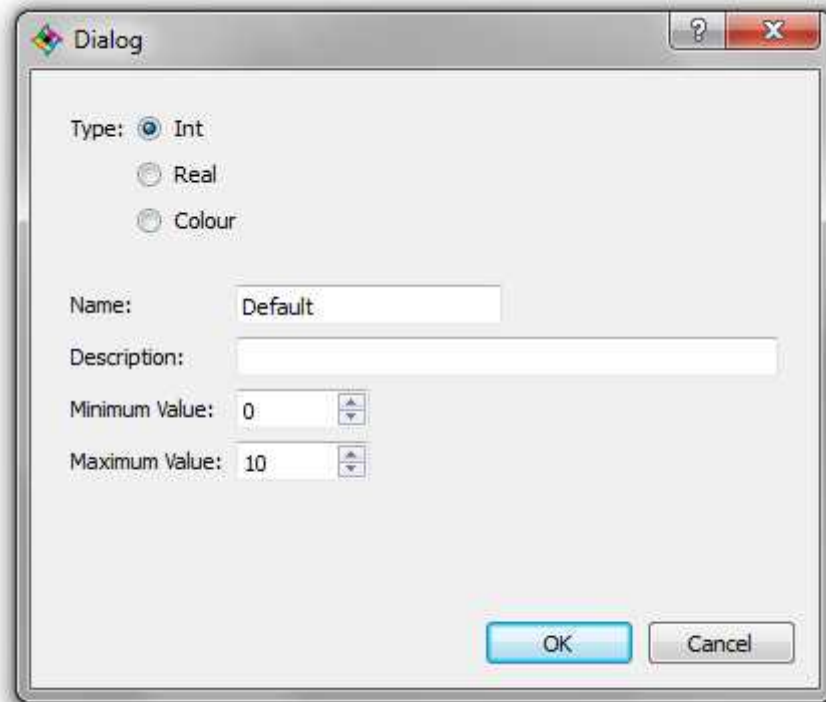 Dialog
?
Type: Int
Real
Colour
Name: Default
Description:
Minimum Value: 0
Maximum Value: 10
OK Cancel